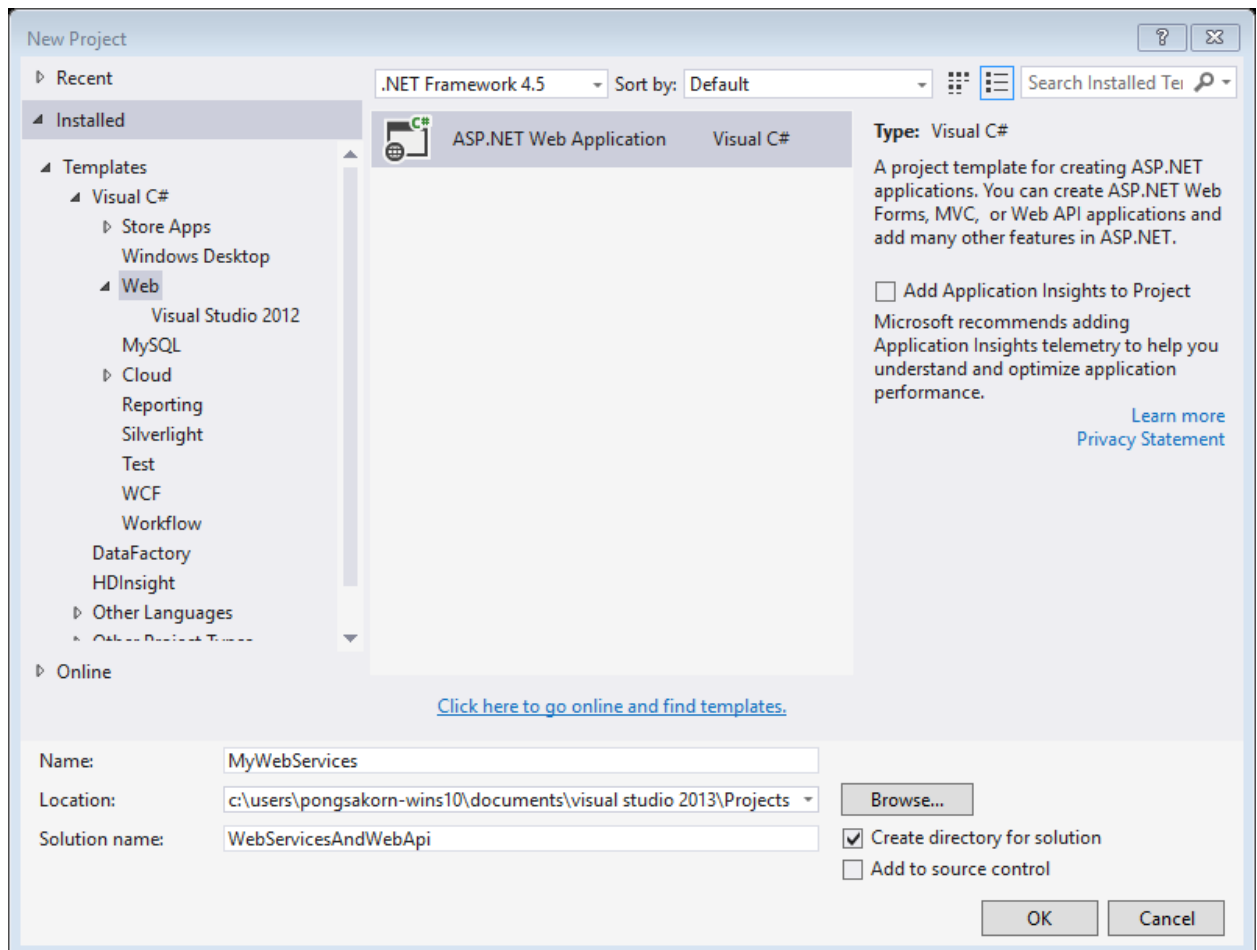 New Project
Recent
Installed
Templates
Visual C#
Store Apps
Windows Desktop
Web
Visual Studio 2012
MySQL
Cloud
Reporting
Silverlight
Test
WCF
Workflow
DataFactory
HDInsight
Other Languages
Other Project Types
Online
.NET Framework 4.5
Sort by: Default
Search Installed Te
C#
ASP.NET Web Application Visual C#
Click here to go online and find templates.
Type: Visual C#
A project template for creating ASP.NET
applications. You can create ASP.NET Web
Forms, MVC, or Web API applications and
add many other features in ASP.NET.
Add Application Insights to Project
Microsoft recommends adding
Application Insights telemetry to help you
understand and optimize application
performance.
Learn more
Privacy Statement
Name: MyWebServices
Location: c:\users\pongsakorn-wins10\documents\visual studio 2013\Projects
Browse...
Solution name: WebServicesAndWebApi
Create directory for solution
Add to source control
OK
Cancel